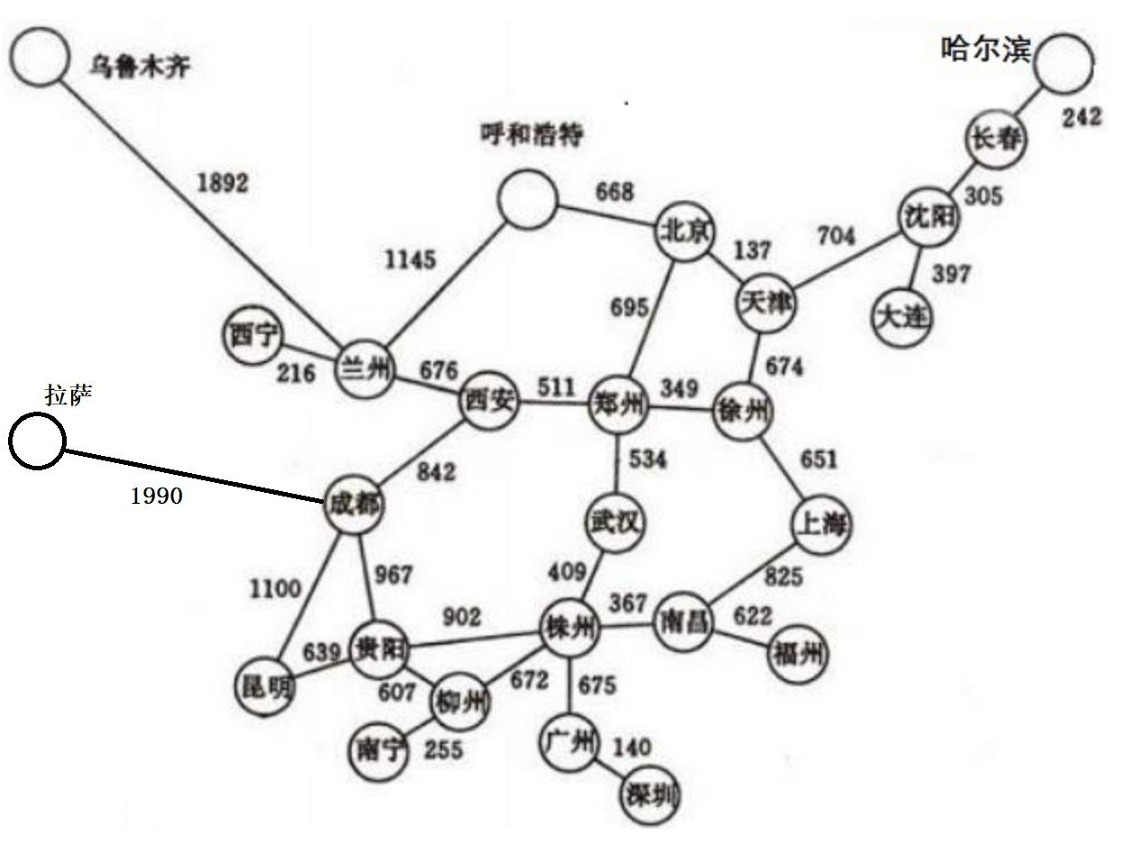 哈尔滨
乌鲁木齐
242
呼和浩特
长春
1892
668
305
沈阳
北京
704
137
1145
397
695
天津
大连
西宁
674
216
兰州
676
西安
511
郑州
349
徐州
拉萨
534
651
842
1990
成都
武汉
上海
409
825
1100
967
902
367
622
株州
南昌
639
贵阳
福州
昆明
607
672
675
柳州
南宁
255
广州
140
深圳